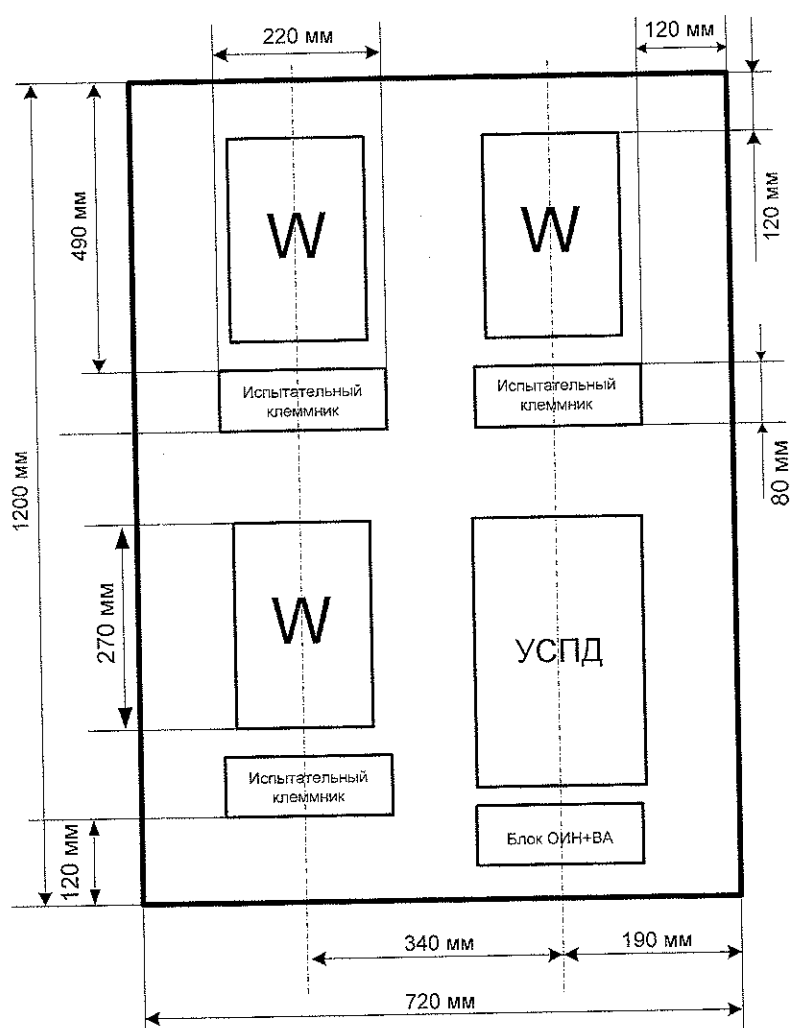 220 мм
120 мм
490 мм
W
W
120 мм
Испытательный
клеммник
Испытательный
клеммник
1200 мм
80 мм
270 мм
W
УСПД
Испытательный
клеммник
Блок ОИН+ВА
120 мм
340 мм
190 мм
720 мм